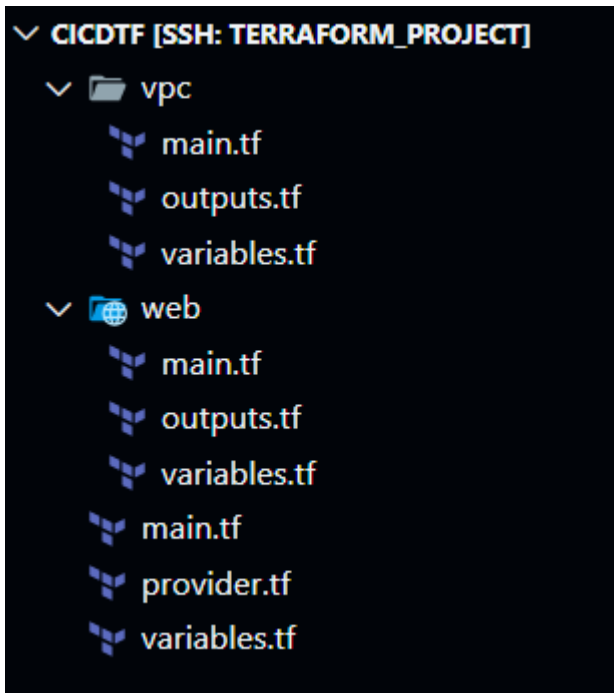 CICDTF [SSH: TERRAFORM_PROJECT]
vpc
main.tf
outputs.tf
variables.tf
web
main.tf
outputs.tf
variables.tf
main.tf
provider.tf
variables.tf